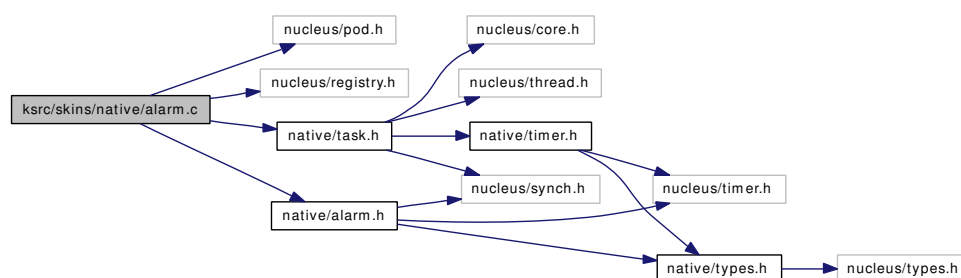 nucleus/pod.h
nucleus/core.h
nucleus/registry.h
nucleus/thread.h
ksrc/skins/native/alarm.c
native/task.h
native/timer.h
nucleus/synch.h
nucleus/timer.h
native/alarm.h
native/types.h
nucleus/types.h